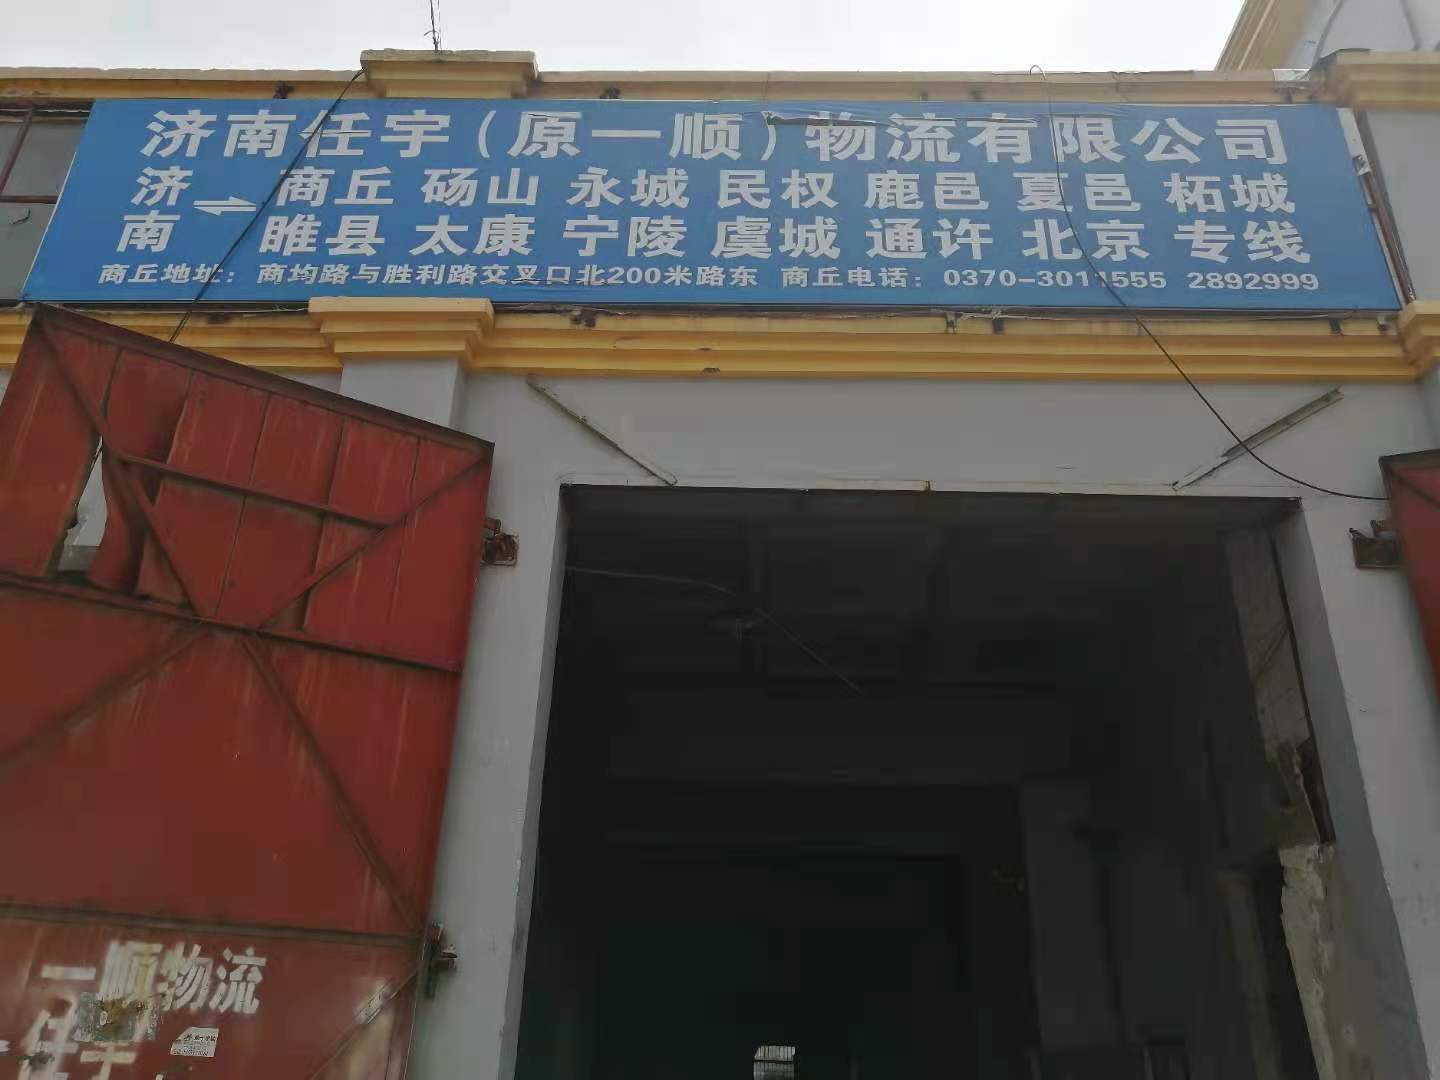 济南任宇(原一顺)物流有限公司
济南⇌商丘 砀山 永城 民权 鹿邑 夏邑 柘城
睢县 太康 宁陵 虞城 通许 北京 专线
商丘地址：商均路与胜利路交叉口北200米路东 商丘电话：0370-3011555 2892999
一顺物流
任宇